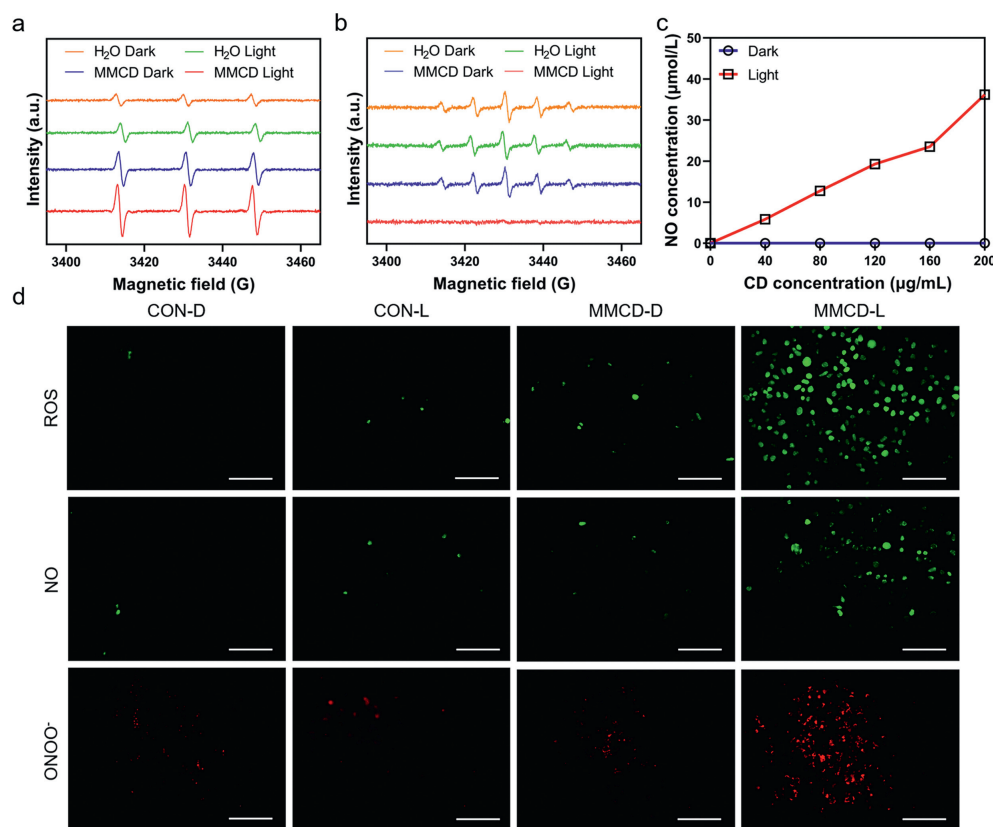 a
H₂O Dark
H₂O Light
MMCD Dark
MMCD Light
Intensity (a.u.)
3400
3420
3440
3460
Magnetic field (G)
b
H₂O Dark
H₂O Light
MMCD Dark
MMCD Light
Intensity (a.u.)
3400
3420
3440
3460
Magnetic field (G)
c
Dark
Light
NO concentration (μmol/L)
50
40
30
20
10
0
0
40
80
120
160
200
CD concentration (μg/mL)
d
CON-D
CON-L
MMCD-D
MMCD-L
ROS
NO
ONOO⁻